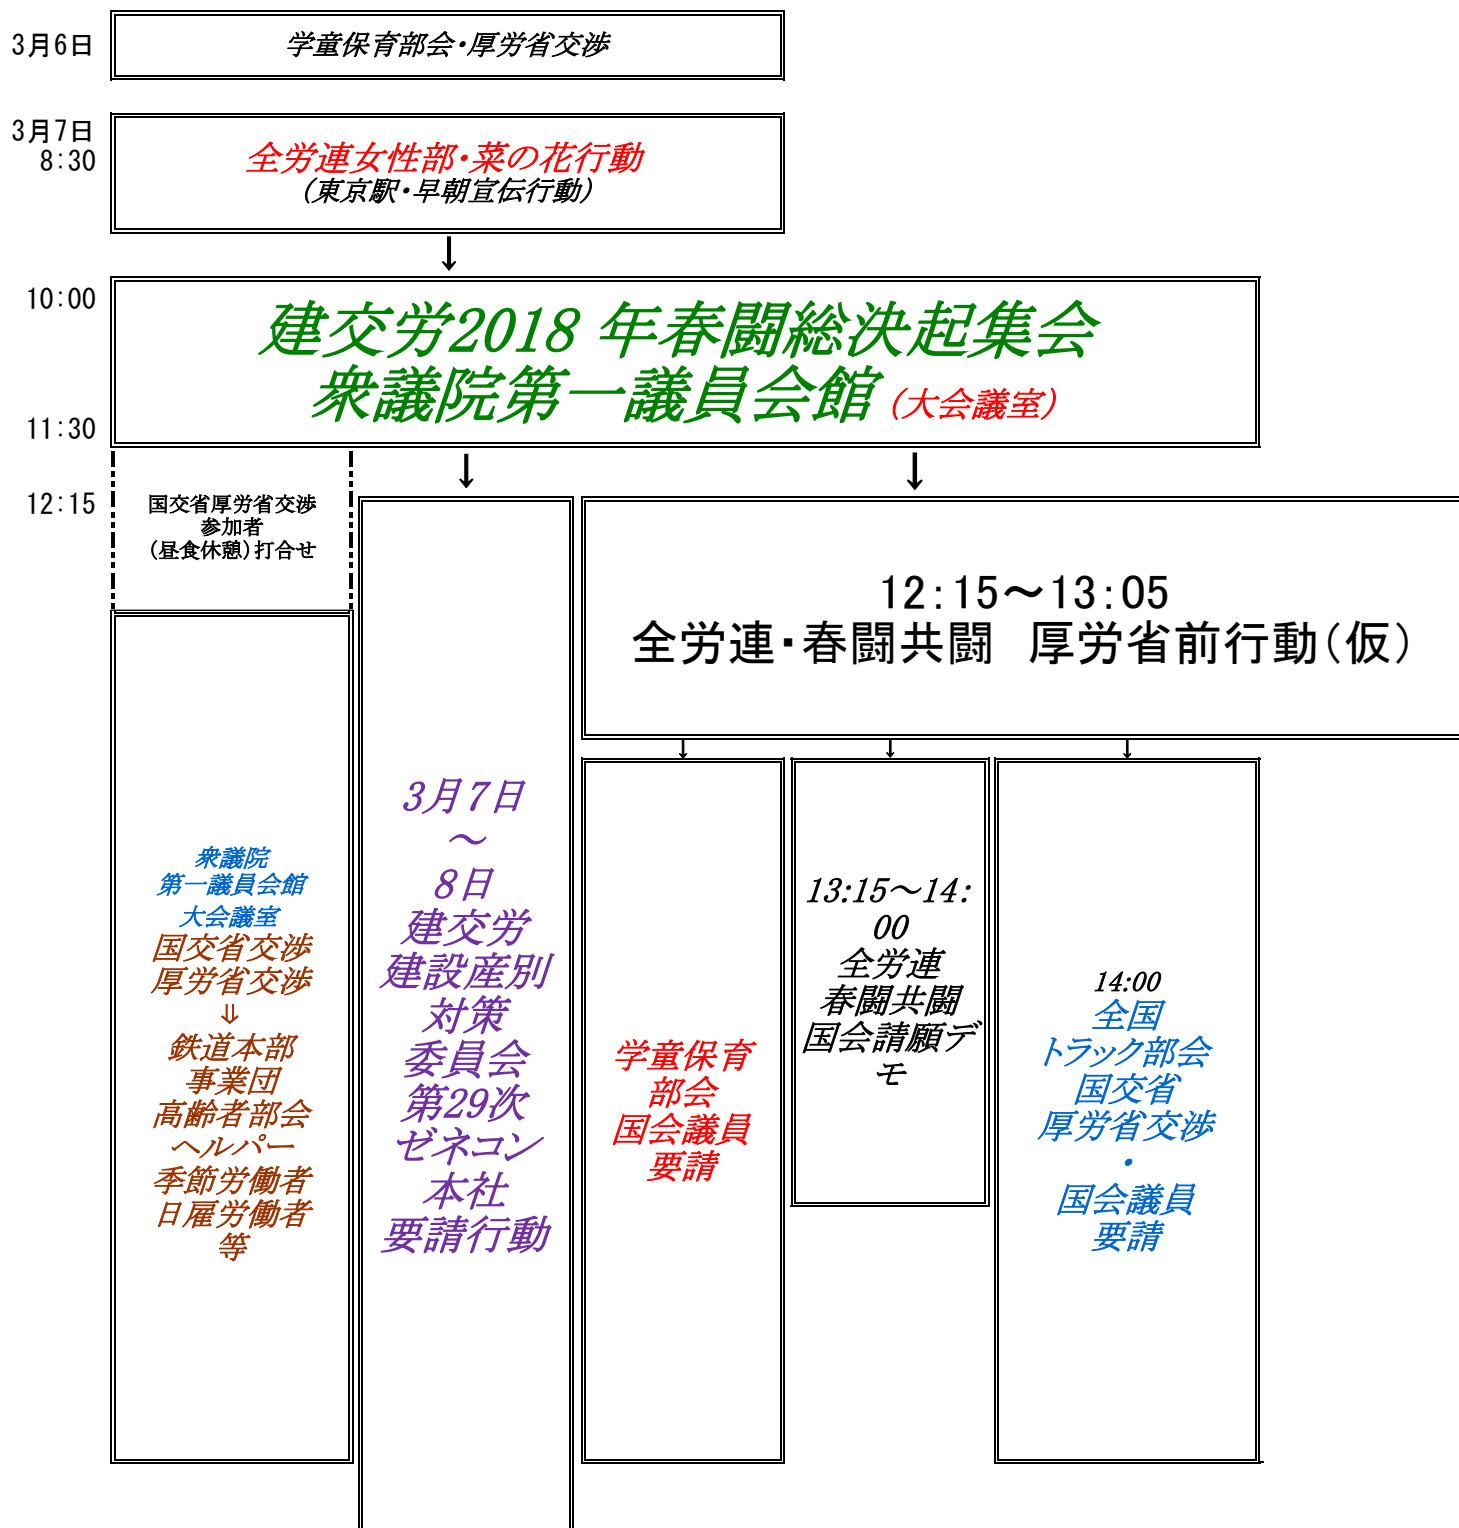 3月6日
学童保育部会・厚労省交渉
3月7日
8:30
全労連女性部・菜の花行動
（東京駅・早朝宣伝行動）
↓
10:00
建交労2018 年春闘総決起集会
衆議院第一議員会館（大会議室）
11:30
↓
↓
12:15
国交省厚労省交渉
参加者
（昼食休憩）打合せ
12:15～13:05
全労連・春闘共闘　厚労省前行動（仮）
↓
↓
↓
衆議院
第一議員会館
大会議室
国交省交渉
厚労省交渉
⇓
鉄道本部
事業団
高齢者部会
ヘルパー
季節労働者
日雇労働者
等
3月7日
～
8日
建交労
建設産別
対策
委員会
第29次
ゼネコン
本社
要請行動
学童保育
部会
国会議員
要請
13:15～14:
00
全労連
春闘共闘
国会請願デ
モ
14:00
全国
トラック部会
国交省
厚労省交渉
・
国会議員
要請